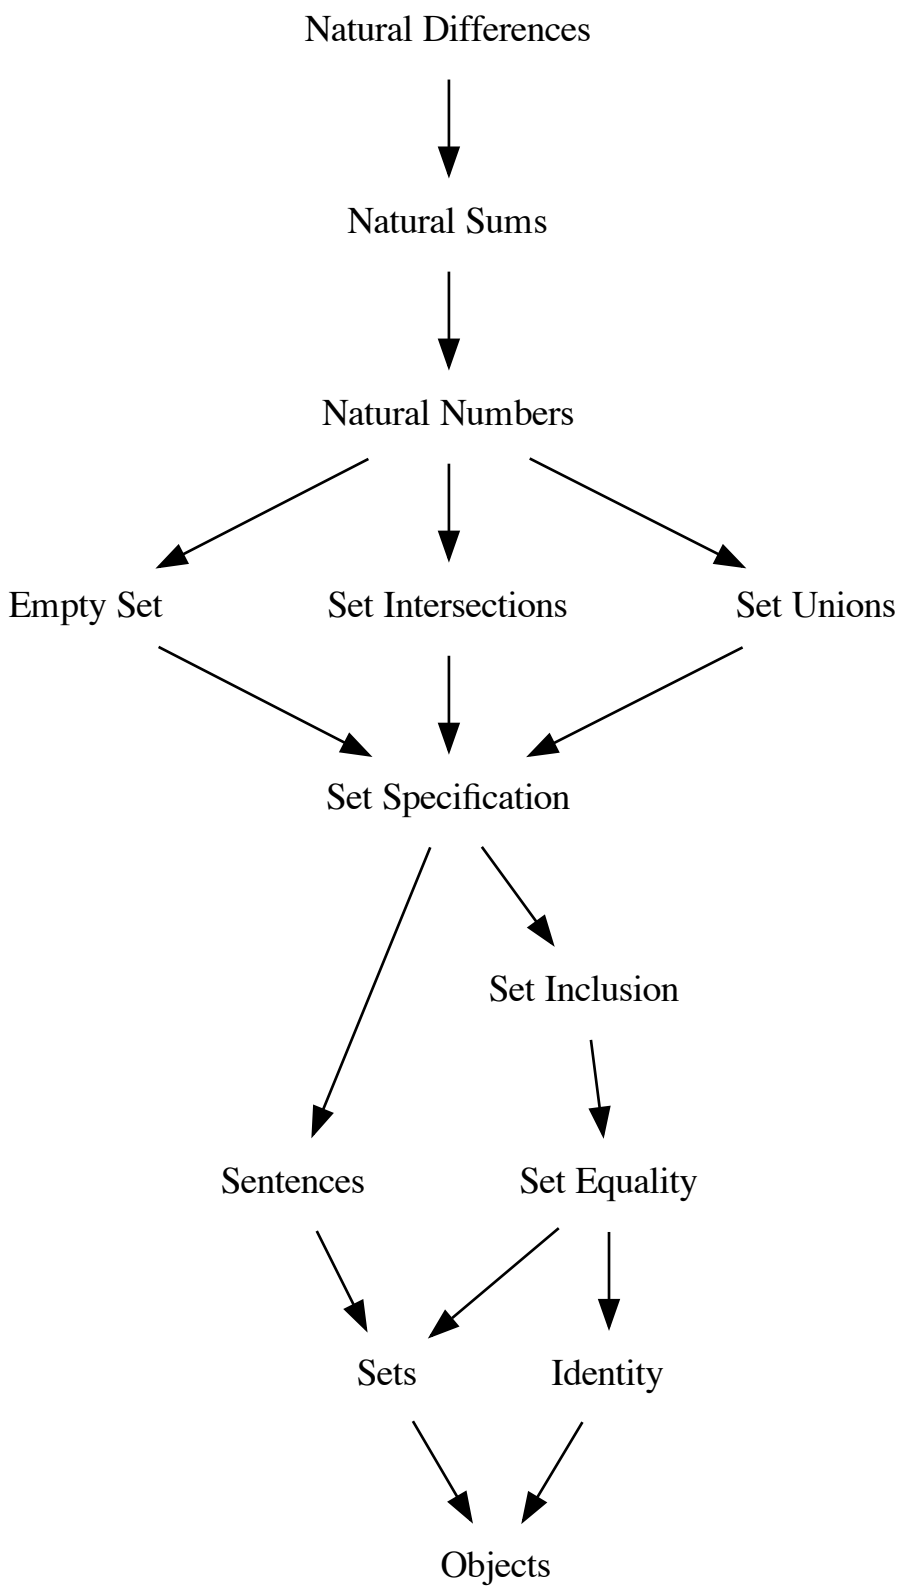 Natural Differences
Natural Sums
Natural Numbers
Empty Set
Set Intersections
Set Unions
Set Specification
Set Inclusion
Sentences
Set Equality
Sets
Identity
Objects